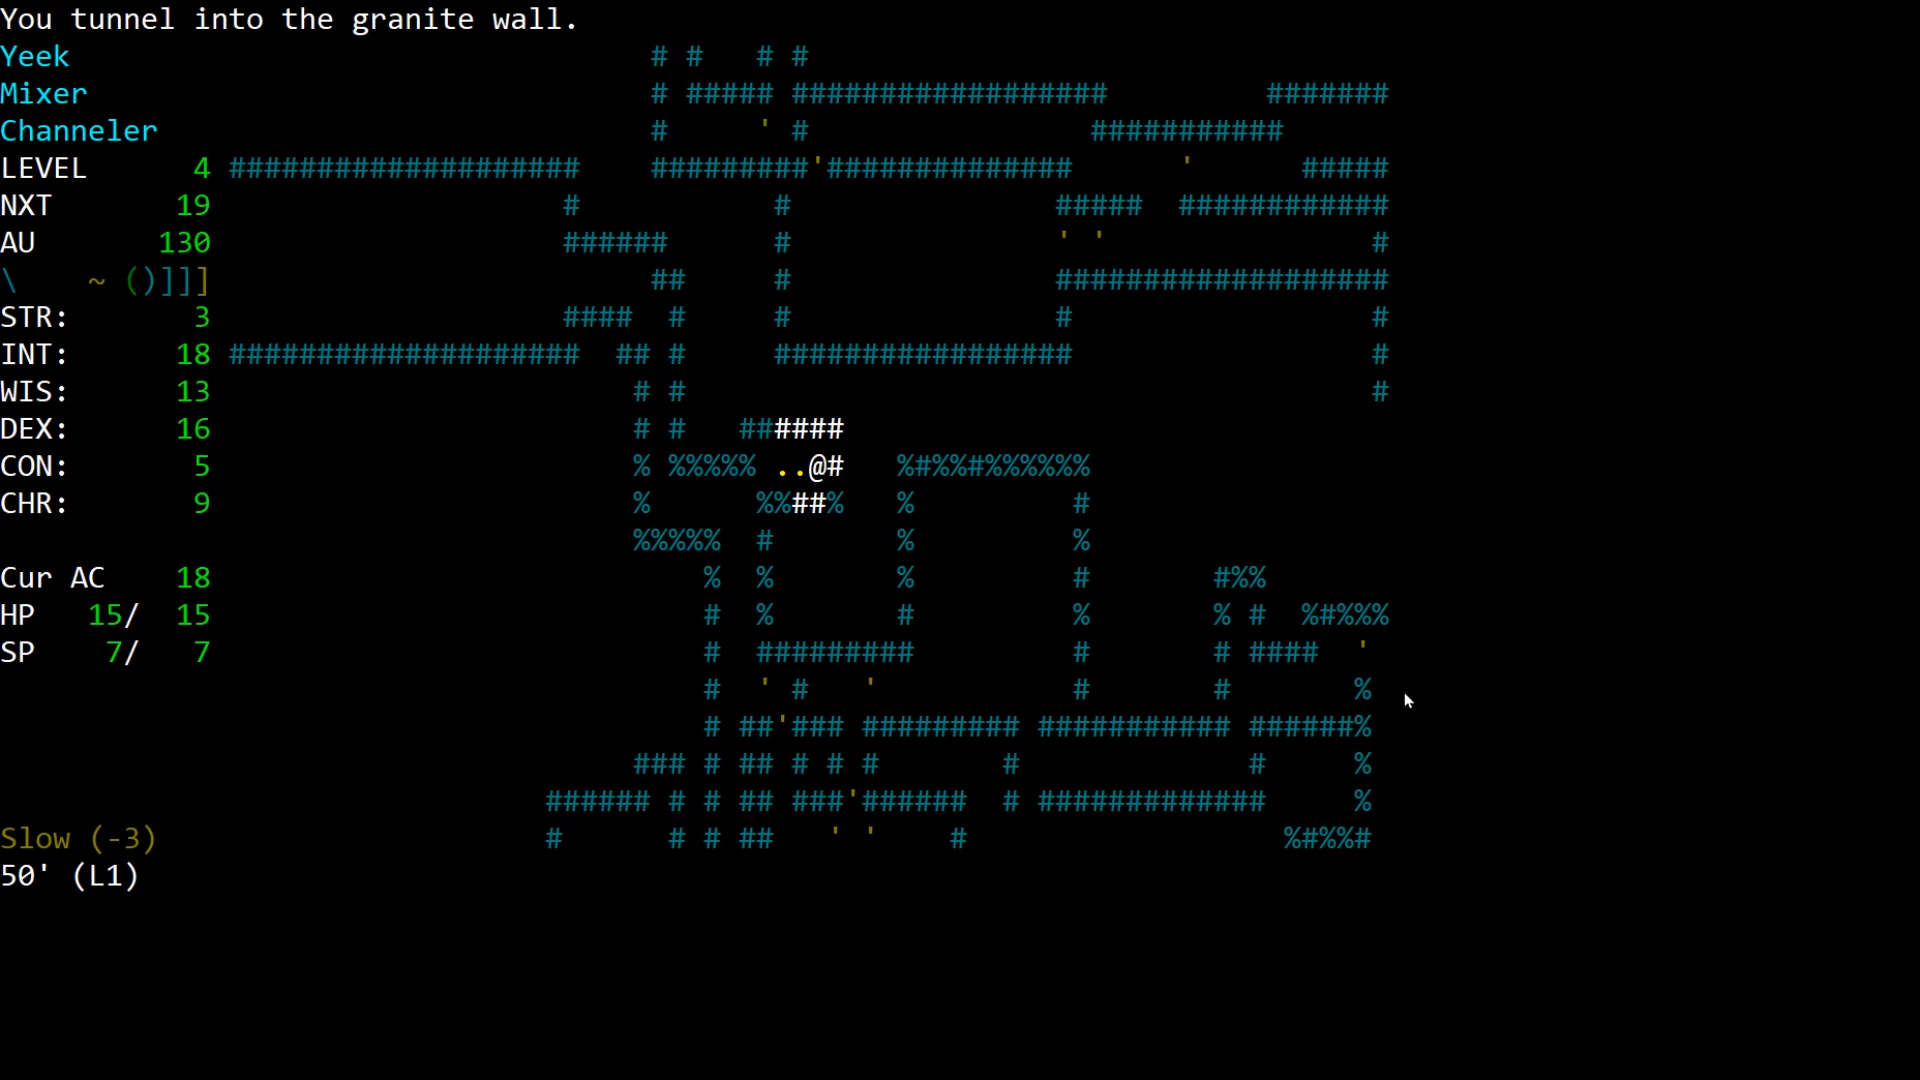 You tunnel into the granite wall.
Yeek # # # #
Mixer # ##### ################## #######
Channeler # ' # ###########
LEVEL 4 #################### #########'############## ' #####
NXT 19 # # ##### ############
AU 130 ###### # ' ' #
\ ~ ()]]] ## # ###################
STR: 3 #### # # # #
INT: 18 #################### ## # ################# #
WIS: 13 # # #
DEX: 16 # # ######
CON: 5 % %%%%% ..@# %#%%#%%%%%%
CHR: 9 % %%##% % #
%%%%% # % %
Cur AC 18 % % % # #%%
HP 15/ 15 # % # % % # %#%%%
SP 7/ 7 # ######### # # #### '
# ' # ' # # %
# ##'### ######### ########### ######%
### # ## # # # # # %
###### # # ## ###'###### # ############# %
Slow (-3) # # # ## ' ' # %#%%#
50' (L1)